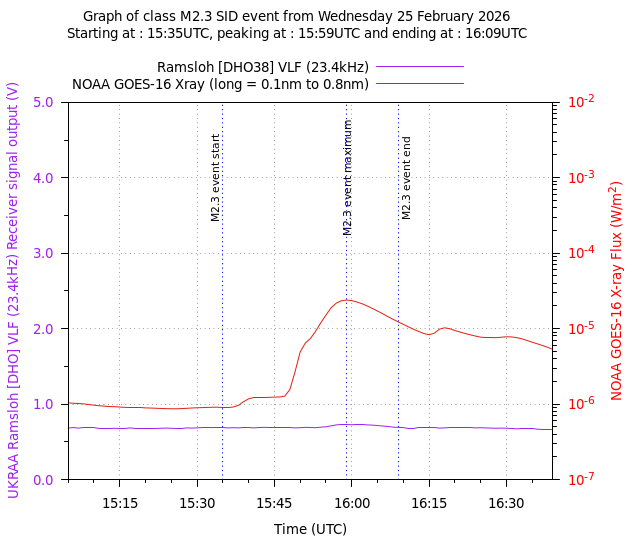 Graph of class M2.3 SID event from Wednesday 25 February 2026
Starting at : 15:35UTC, peaking at : 15:59UTC and ending at : 16:09UTC
Ramsloh [DHO38] VLF (23.4kHz)
NOAA GOES-16 Xray (long = 0.1nm to 0.8nm)
UKRAA Ramsloh [DHO] VLF (23.4kHz) Receiver signal output (V)
5.0
4.0
3.0
2.0
1.0
0.0
M2.3 event start
M2.3 event maximum
M2.3 event end
10-2
10-3
10-4
10-5
10-6
10-7
NOAA GOES-16 X-ray Flux (W/m2)
15:15 15:30 15:45 16:00 16:15 16:30
Time (UTC)